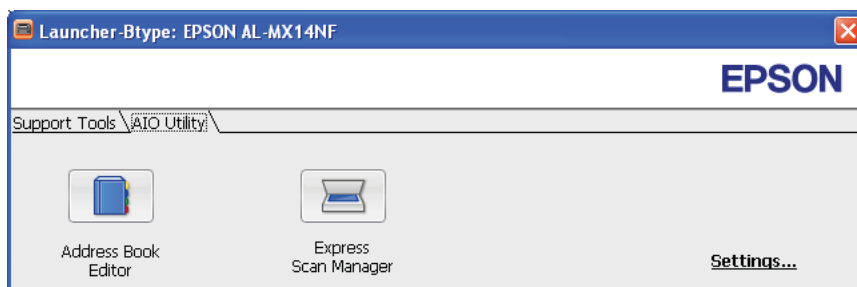 Launcher-Btype: EPSON AL-MX14NF
EPSON
Support Tools AIO Utility
Address Book
Editor
Express
Scan Manager
Settings...